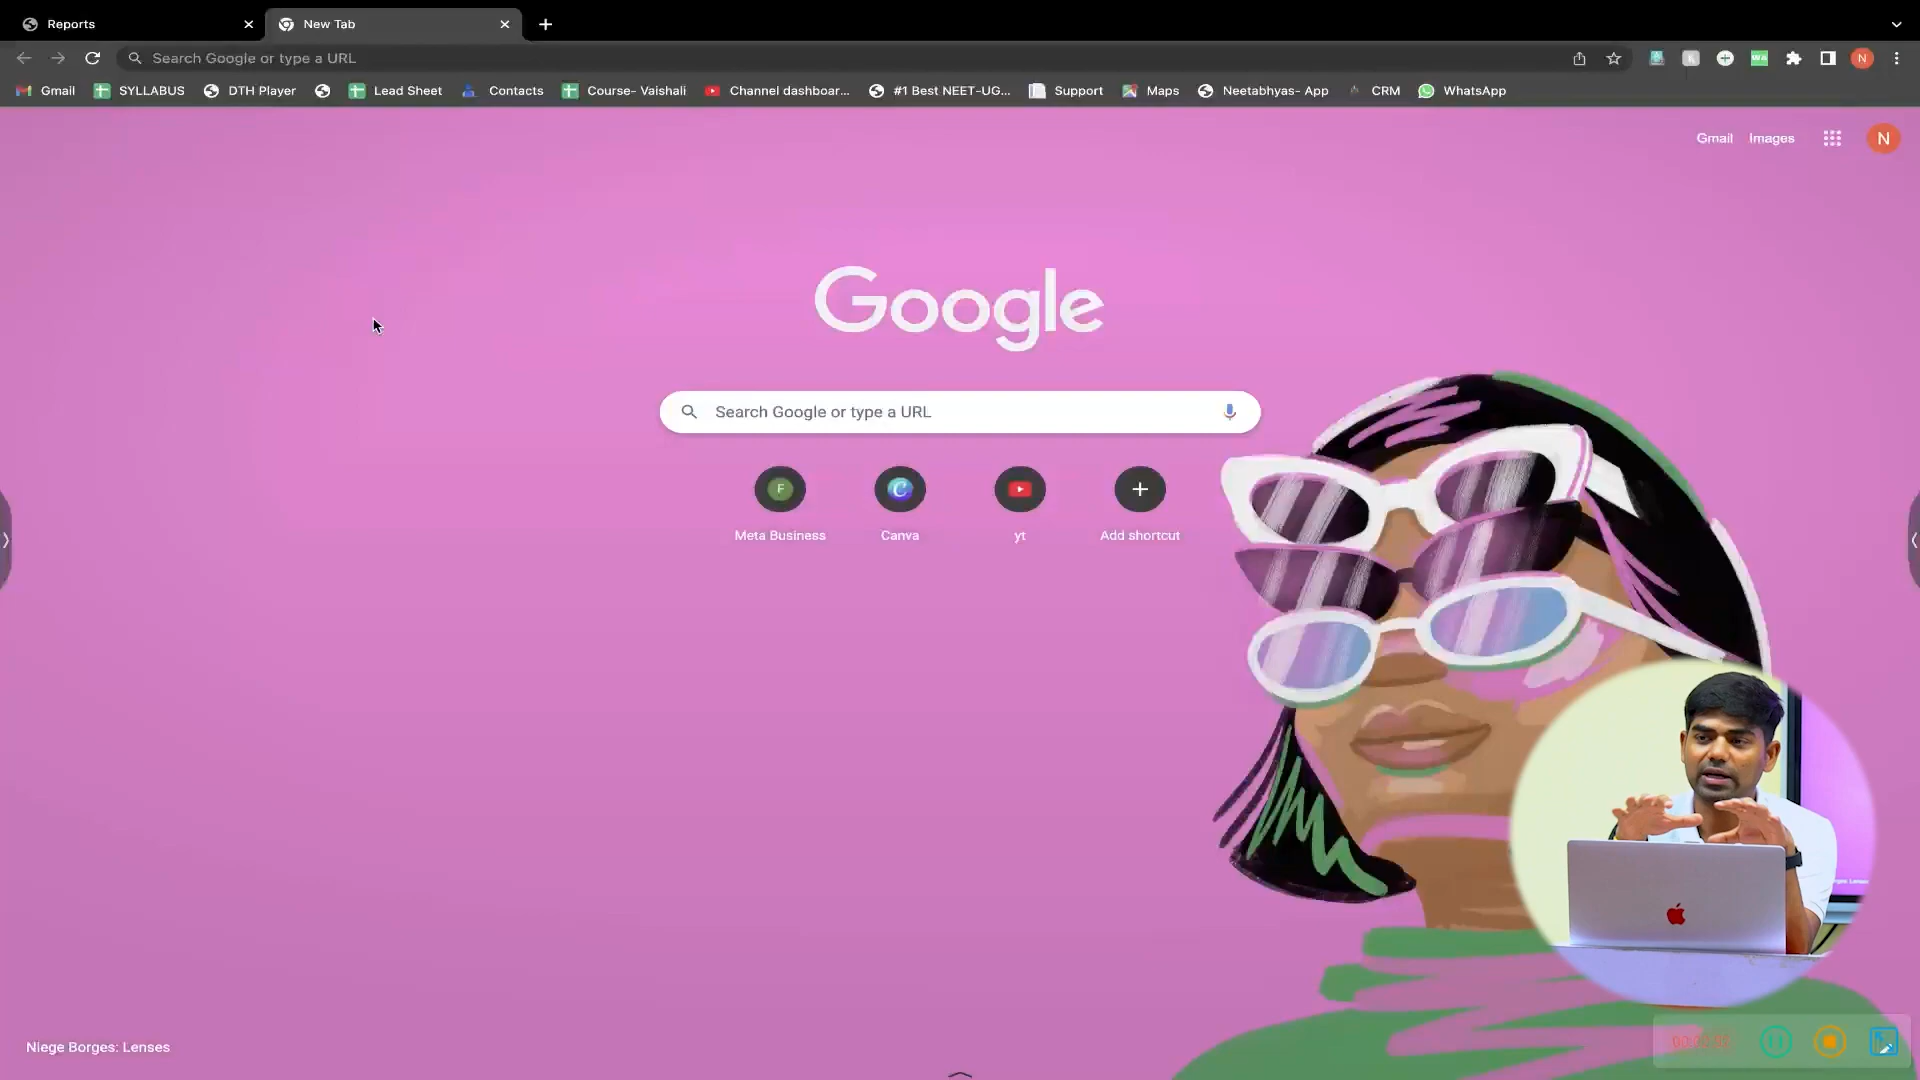 Reports
New Tab
Search Google or type a URL
N
Gmail
SYLLABUS
DTH Player
Lead Sheet
Contacts
Course- Vaishali
Channel dashboar...
#1 Best NEET-UG...
Support
Maps
Neetabhyas- App
CRM
WhatsApp
Gmail
Images
N
Google
Search Google or type a URL
F
Meta Business
Canva
yt
Add shortcut
Niege Borges: Lenses